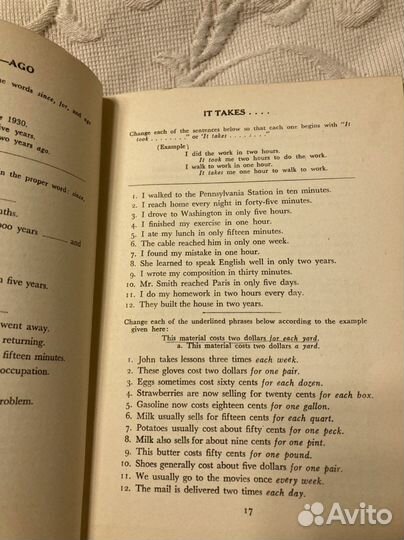 —AGO
e words since, for, and ago
e 1930.
ive years.
wo years ago.
n the proper word: since,
nths.
000 years ______ and
n five years.
went away.
returning.
fifteen minutes.
occupation.
roblem.
IT TAKES . . . .
Change each of the sentences below so that each one begins with "It
took . . . . . . . ." or "It takes . . . . . . . ."
(Example)
I did the work in two hours.
It took me two hours to do the work.
I walk to work in one hour.
It takes me one hour to walk to work.
1. I walked to the Pennsylvania Station in ten minutes.
2. I reach home every night in forty-five minutes.
3. I drove to Washington in only five hours.
4. I finished my exercise in one hour.
5. I ate my lunch in only fifteen minutes.
6. The cable reached him in only one week.
7. I found my mistake in one hour.
8. She learned to speak English well in only two years.
9. I wrote my composition in thirty minutes.
10. Mr. Smith reached Paris in only five days.
11. I do my homework in two hours every day.
12. They built the house in two years.
Change each of the underlined phrases below according to the example
given here:
This material costs two dollars for each yard.
a. This material costs two dollars a yard.
1. John takes lessons three times each week.
2. These gloves cost two dollars for one pair.
3. Eggs sometimes cost sixty cents for each dozen.
4. Strawberries are now selling for twenty cents for each box.
5. Gasoline now costs eighteen cents for one gallon.
6. Milk usually sells for fifteen cents for each quart.
7. Potatoes usually cost about fifty cents for one peck.
8. Milk also sells for about nine cents for one pint.
9. This butter costs fifty cents for one pound.
10. Shoes generally cost about five dollars for one pair.
11. We usually go to the movies once every week.
12. The mail is delivered two times each day.
17
Avito